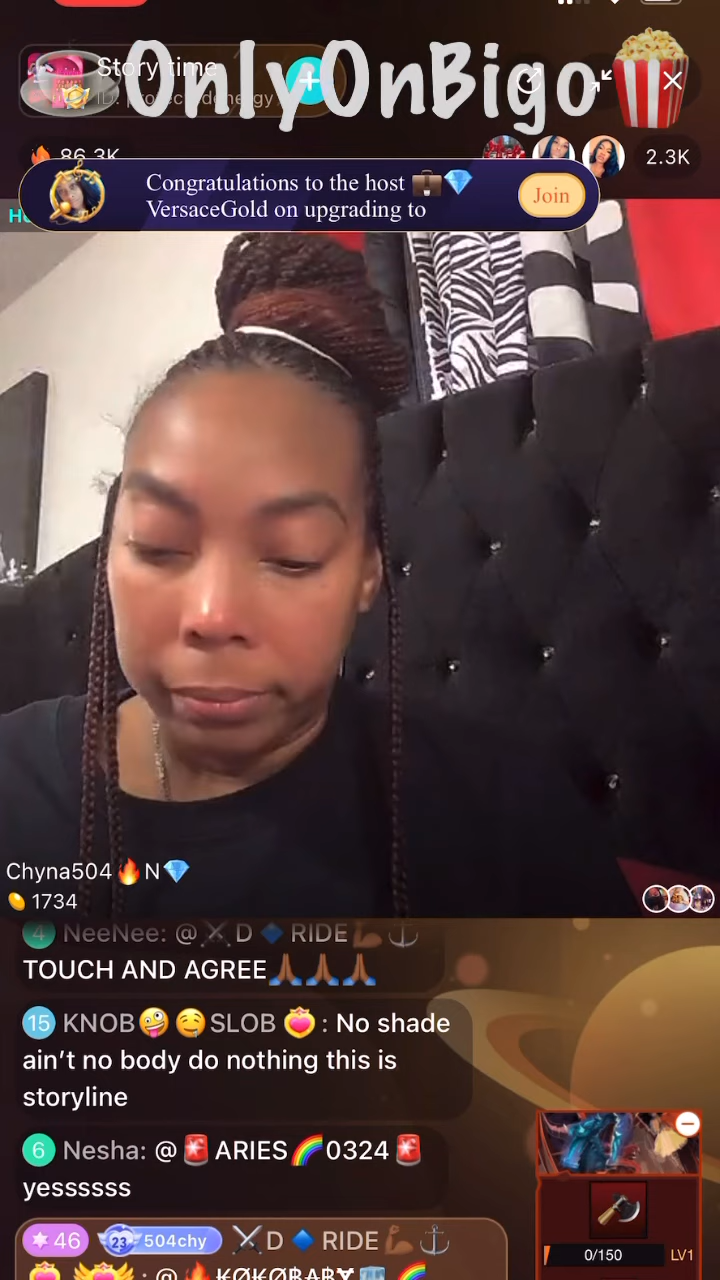 Story time
OnlyOnBigo
86.3K
2.3K
Congratulations to the host 💼💎
VersaceGold on upgrading to
Join
Chyna504🔥N💎
1734
4 NeeNee: @⚔D🔹RIDE💪🏾⚓
TOUCH AND AGREE🙏🏾🙏🏾🙏🏾
15 KNOB🤪🤤SLOB 😍: No shade
ain’t no body do nothing this is
storyline
6 Nesha: @🚨ARIES🌈0324🚨
yessssss
46 23 504chy ⚔D🔹RIDE💪🏾⚓
0/150 LV1